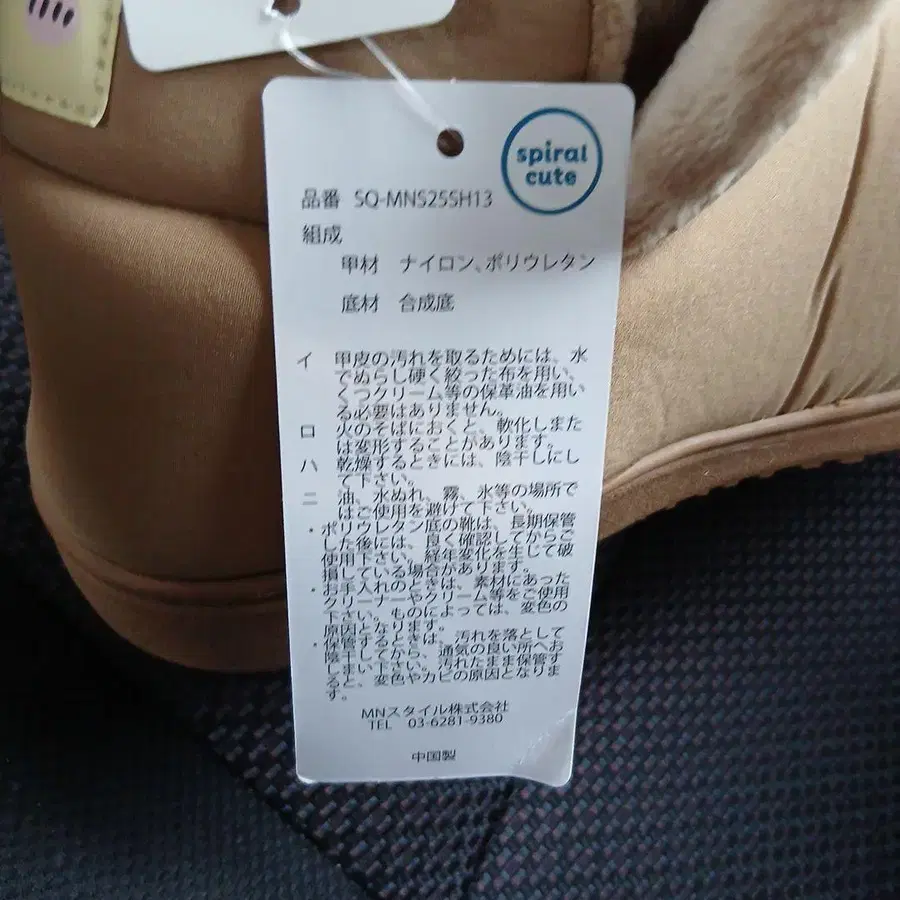 spiral
cute
品番 SQ-MNS25SH13
組成
甲材 ナイロン、ポリウレタン
底材 合成底
イ 甲皮の汚れを取るためには、水
でぬらし硬く絞った布を用い、
くつクリーム等の保革油を用い
る必要はありません。
ロ 火のそばにおくと、軟化しまた
は変形することがあります。
ハ 乾燥するときには、陰干しにし
て下さい。
ニ 油、水ぬれ、霧、氷等の場所で
はご使用を避けて下さい。
・ポリウレタン底の靴は、長期保管
した後には、良く確認してからご
使用下さい。経年変化を生じて破
損している場合があります。
・お手入れのときは、素材にあった
クリーナーやクリーム等をご使用
下さい。ものによっては、変色の
原因となります。
・保管するときは、汚れを落として
陰干して から、通気の良い所へお
しまい下さい。汚れたまま保管す
ると、変色やカビの原因となりま
す。
MNスタイル株式会社
TEL 03-6281-9380
中国製